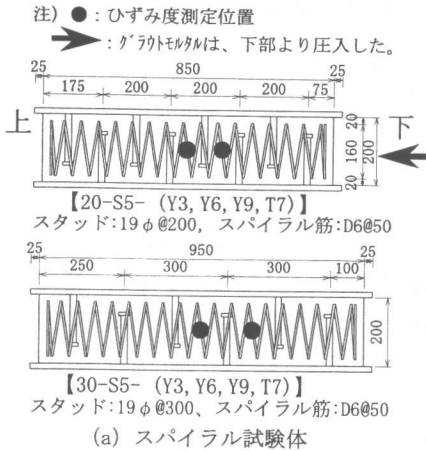 注) ●：ひずみ度測定位置
➡：グラウトモルタルは、下部より圧入した。
25 850 25
175 200 200 200 75
上 下
20
160 200
20
【20-S5- (Y3, Y6, Y9, T7)】
スタッド:19φ@200, スパイラル筋:D6@50
25 950 25
250 300 300 100
200
【30-S5- (Y3, Y6, Y9, T7)】
スタッド:19φ@300、スパイラル筋:D6@50
(a) スパイラル試験体